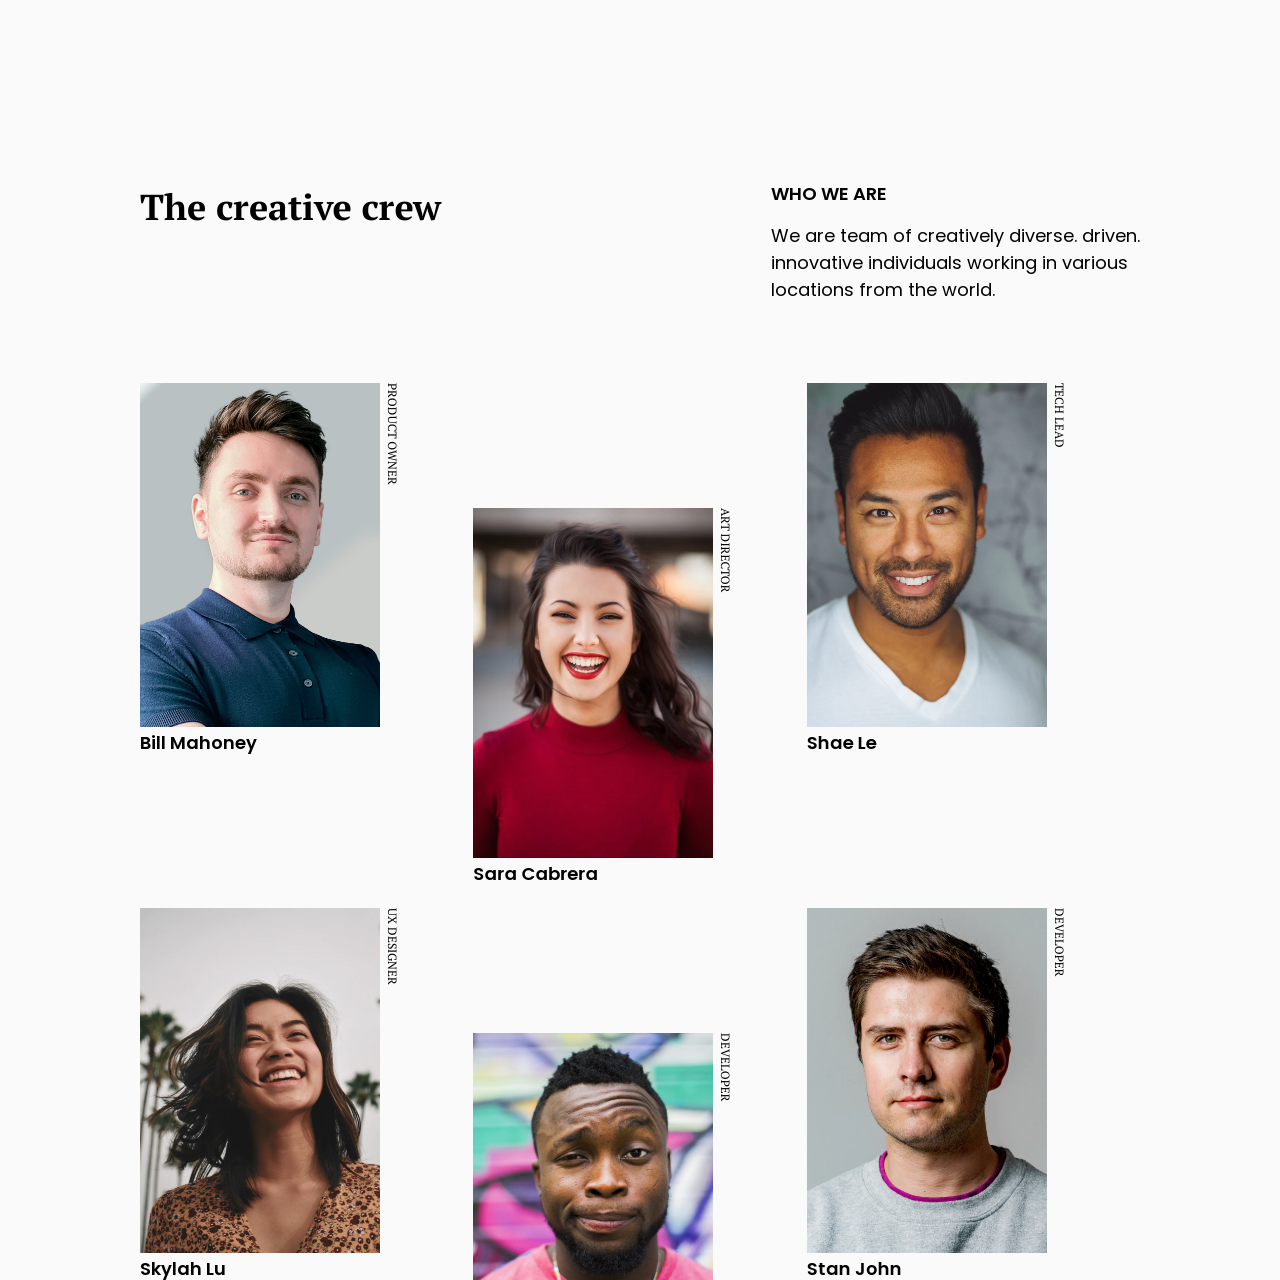 The creative crew
WHO WE ARE
We are team of creatively diverse. driven.
innovative individuals working in various
locations from the world.
PRODUCT OWNER
Bill Mahoney
ART DIRECTOR
Sara Cabrera
TECH LEAD
Shae Le
UX DESIGNER
Skylah Lu
DEVELOPER
DEVELOPER
Stan John